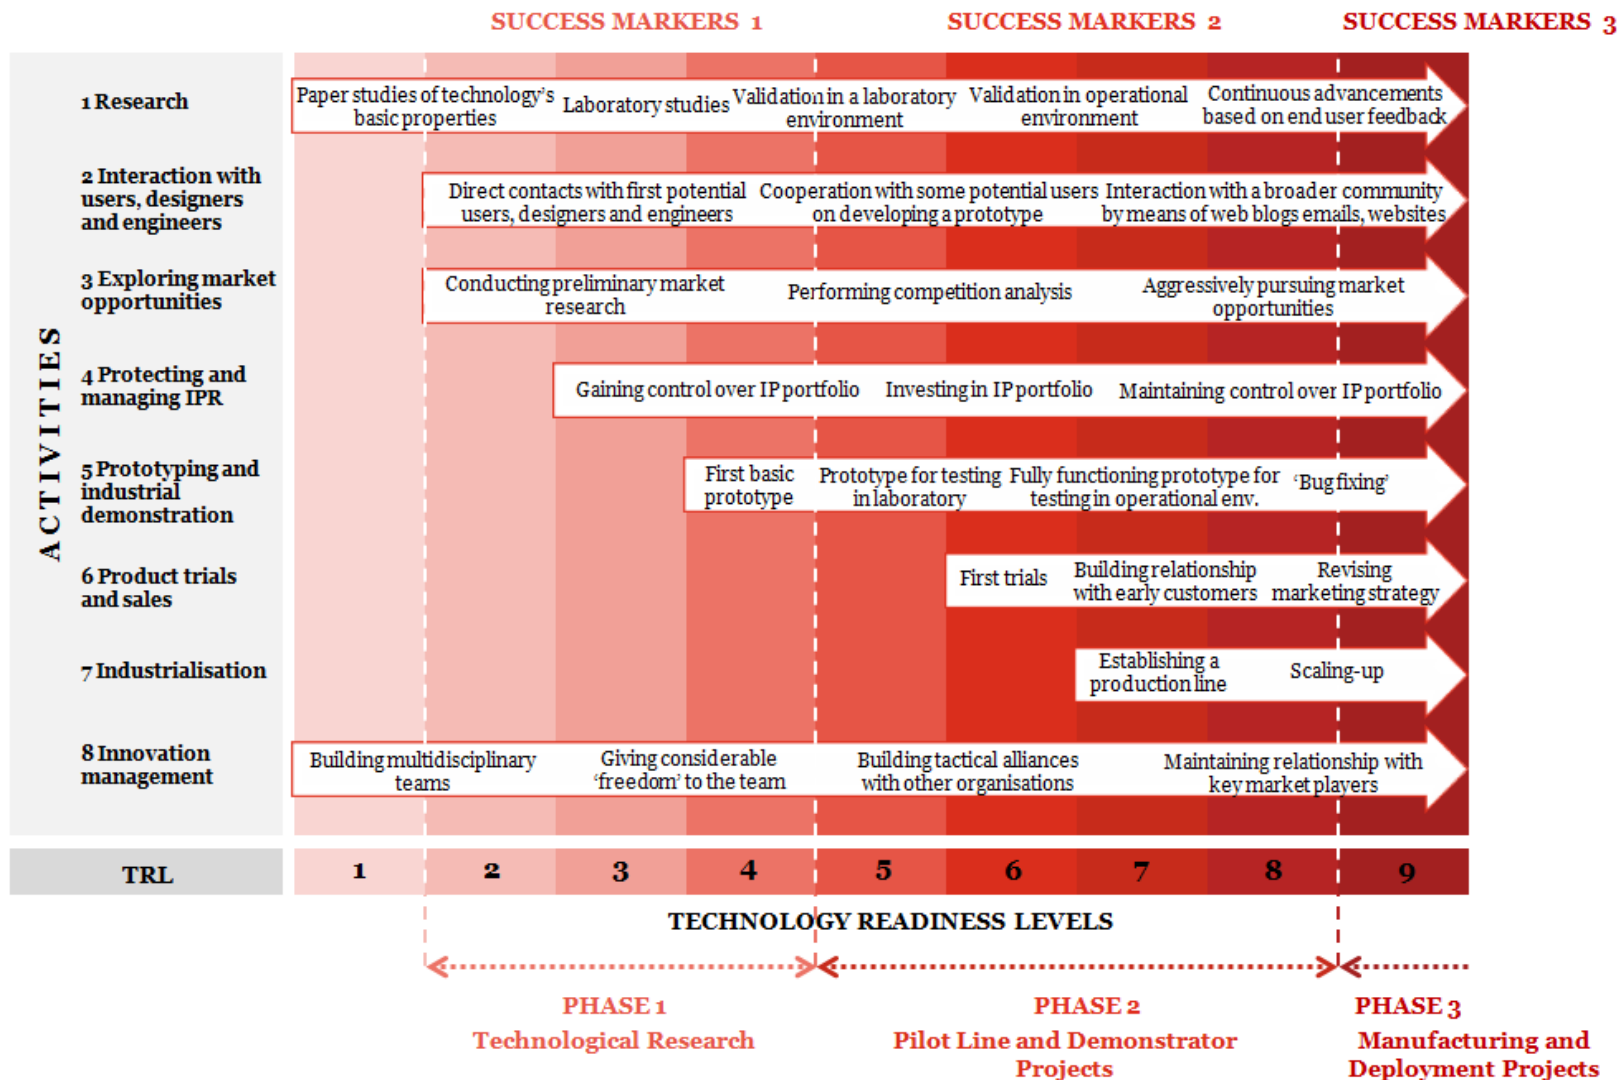 SUCCESS MARKERS 1
SUCCESS MARKERS 2
SUCCESS MARKERS 3
ACTIVITIES
1 Research
Paper studies of technology's
basic properties
Laboratory studies
Validation in a laboratory
environment
Validation in operational
environment
Continuous advancements
based on end user feedback
2 Interaction with
users, designers
and engineers
Direct contacts with first potential
users, designers and engineers
Cooperation with some potential users
on developing a prototype
Interaction with a broader community
by means of web blogs emails, websites
3 Exploring market
opportunities
Conducting preliminary market
research
Performing competition analysis
Aggressively pursuing market
opportunities
4 Protecting and
managing IPR
Gaining control over IP portfolio
Investing in IP portfolio
Maintaining control over IP portfolio
5 Prototyping and
industrial
demonstration
First basic
prototype
Prototype for testing
in laboratory
Fully functioning prototype for
testing in operational env.
'Bug fixing'
6 Product trials
and sales
First trials
Building relationship
with early customers
Revising
marketing strategy
7 Industrialisation
Establishing a
production line
Scaling-up
8 Innovation
management
Building multidisciplinary
teams
Giving considerable
'freedom' to the team
Building tactical alliances
with other organisations
Maintaining relationship with
key market players
TRL
1
2
3
4
5
6
7
8
9
TECHNOLOGY READINESS LEVELS
PHASE 1
Technological Research
PHASE 2
Pilot Line and Demonstrator
Projects
PHASE 3
Manufacturing and
Deployment Projects